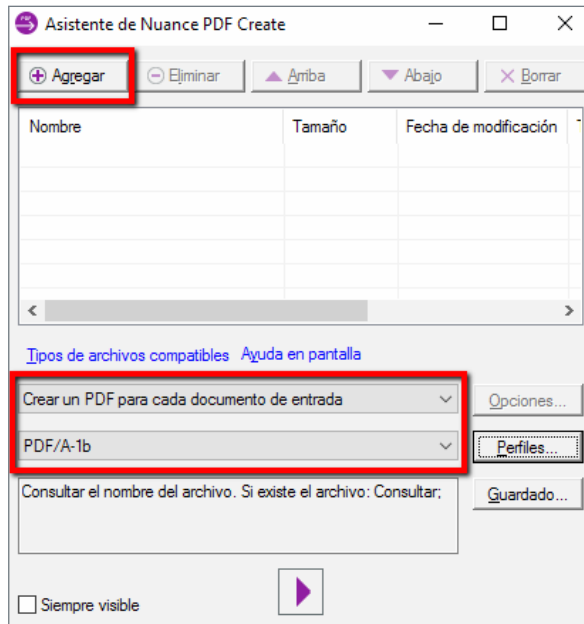 Asistente de Nuance PDF Create
Agregar Eliminar Arriba Abajo Borrar
Nombre Tamaño Fecha de modificación
Tipos de archivos compatibles Ayuda en pantalla
Crear un PDF para cada documento de entrada Opciones...
PDF/A-1b Perfiles...
Consultar el nombre del archivo. Si existe el archivo: Consultar; Guardado...
Siempre visible